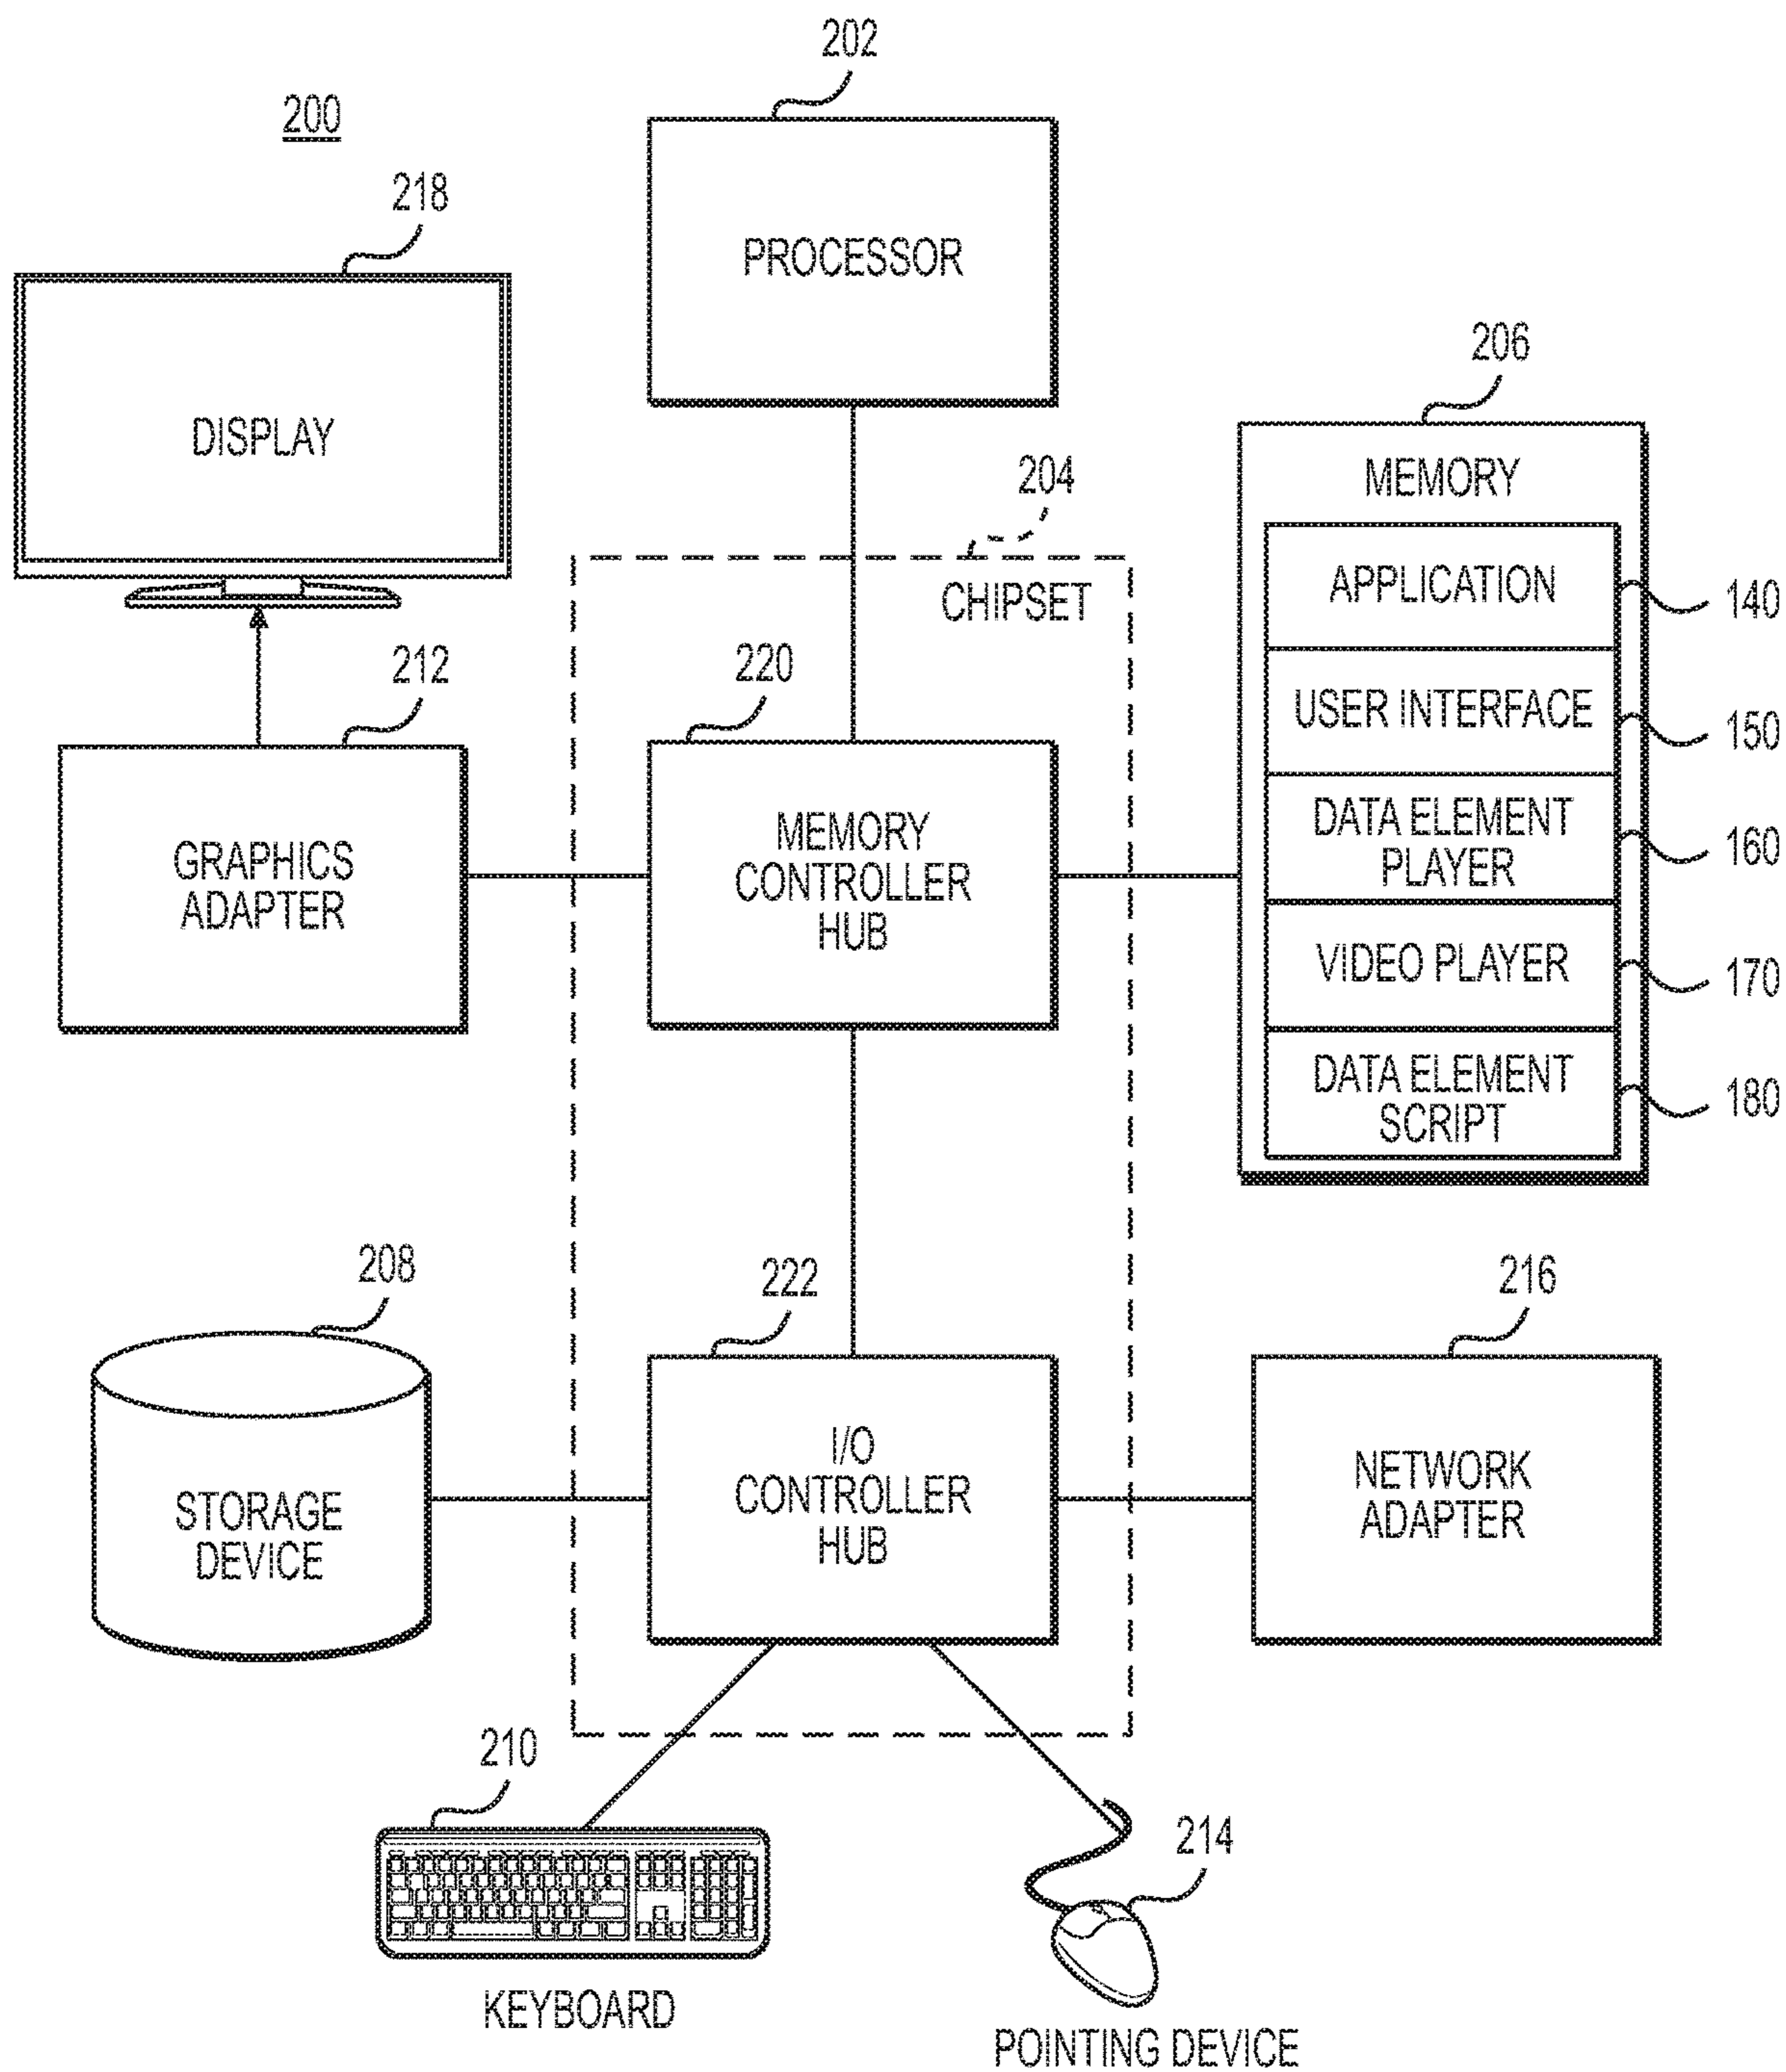 202
200
218
PROCESSOR
206
DISPLAY
204
MEMORY
CHIPSET
APPLICATION
140
212
220
USER INTERFACE
150
GRAPHICS
ADAPTER
MEMORY
CONTROLLER
HUB
DATA ELEMENT
PLAYER
160
VIDEO PLAYER
170
DATA ELEMENT
SCRIPT
180
208
222
216
STORAGE
DEVICE
I/O
CONTROLLER
HUB
NETWORK
ADAPTER
210
214
KEYBOARD
POINTING DEVICE